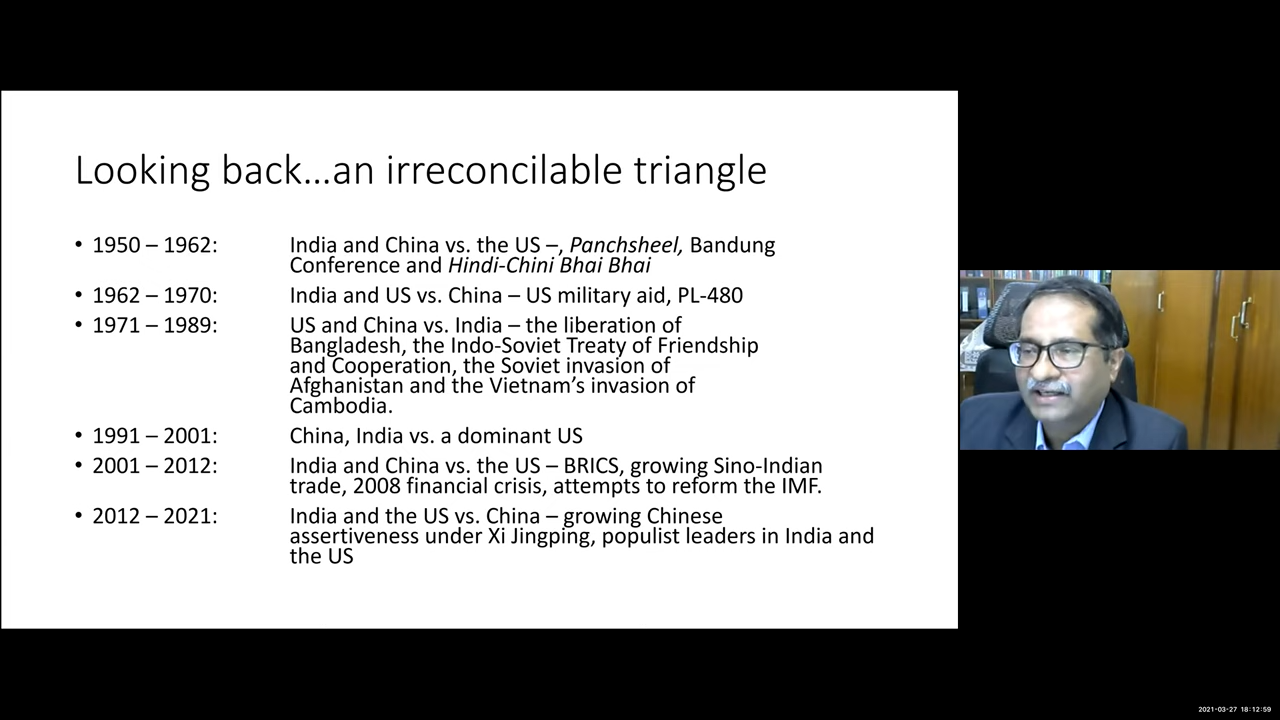 Looking back...an irreconcilable triangle
• 1950 – 1962: India and China vs. the US –, Panchsheel, Bandung
Conference and Hindi-Chini Bhai Bhai
• 1962 – 1970: India and US vs. China – US military aid, PL-480
• 1971 – 1989: US and China vs. India – the liberation of
Bangladesh, the Indo-Soviet Treaty of Friendship
and Cooperation, the Soviet invasion of
Afghanistan and the Vietnam’s invasion of
Cambodia.
• 1991 – 2001: China, India vs. a dominant US
• 2001 – 2012: India and China vs. the US – BRICS, growing Sino-Indian
trade, 2008 financial crisis, attempts to reform the IMF.
• 2012 – 2021: India and the US vs. China – growing Chinese
assertiveness under Xi Jingping, populist leaders in India and
the US
2021-03-27 18:12:59